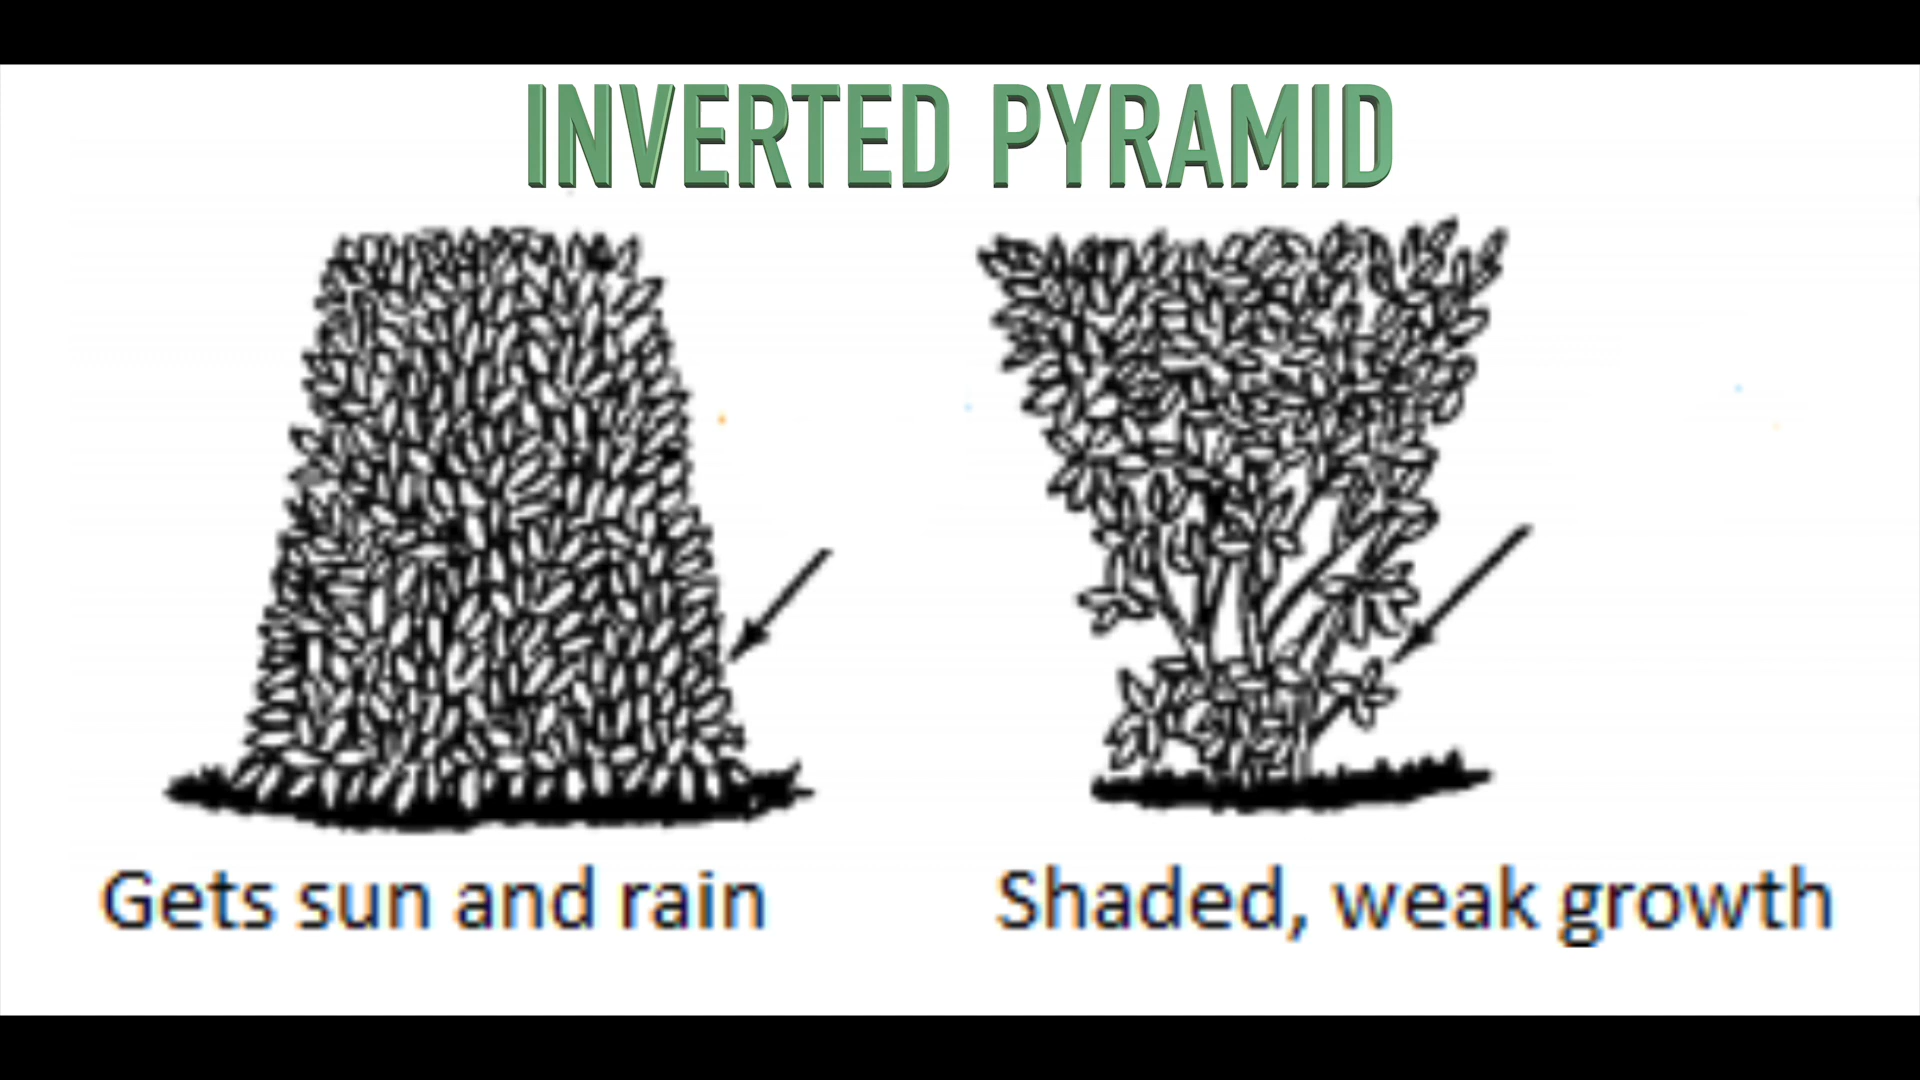 INVERTED PYRAMID
Gets sun and rain
Shaded, weak growth